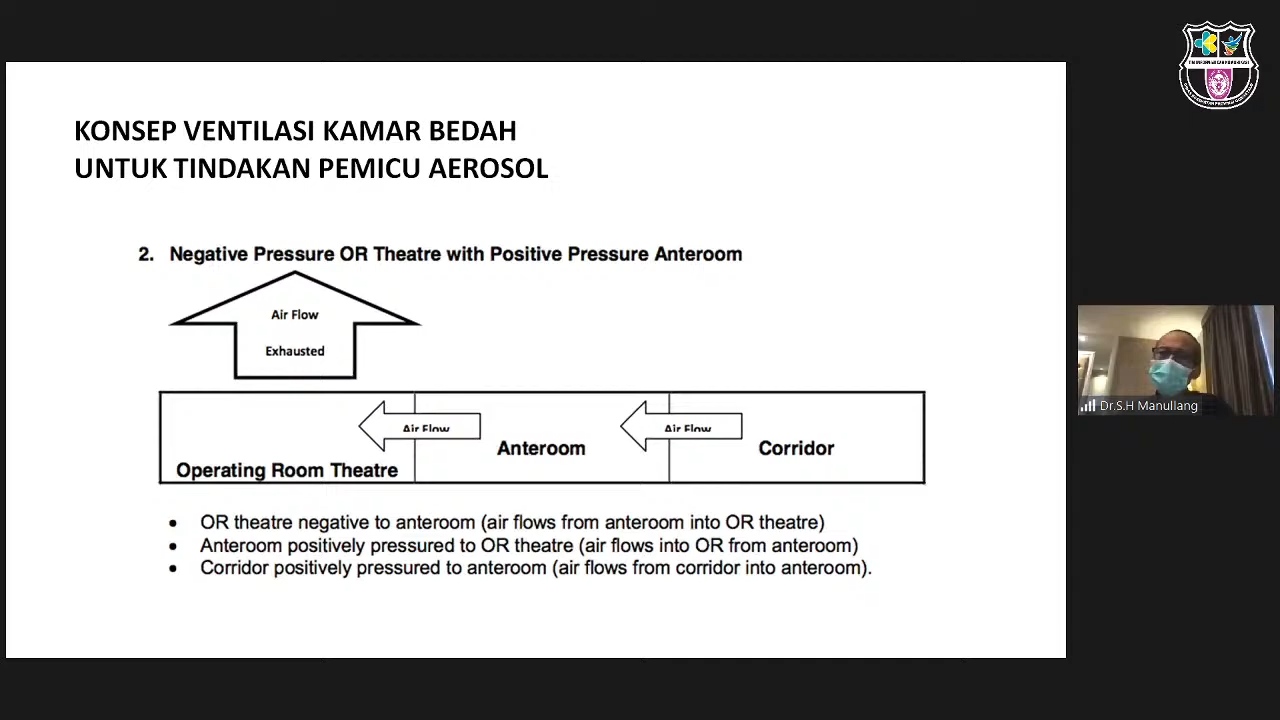 KONSEP VENTILASI KAMAR BEDAH
UNTUK TINDAKAN PEMICU AEROSOL
2. Negative Pressure OR Theatre with Positive Pressure Anteroom
Air Flow
Exhausted
Air Flow
Air Flow
Operating Room Theatre
Anteroom
Corridor
• OR theatre negative to anteroom (air flows from anteroom into OR theatre)
• Anteroom positively pressured to OR theatre (air flows into OR from anteroom)
• Corridor positively pressured to anteroom (air flows from corridor into anteroom).
Dr.S.H Manullang